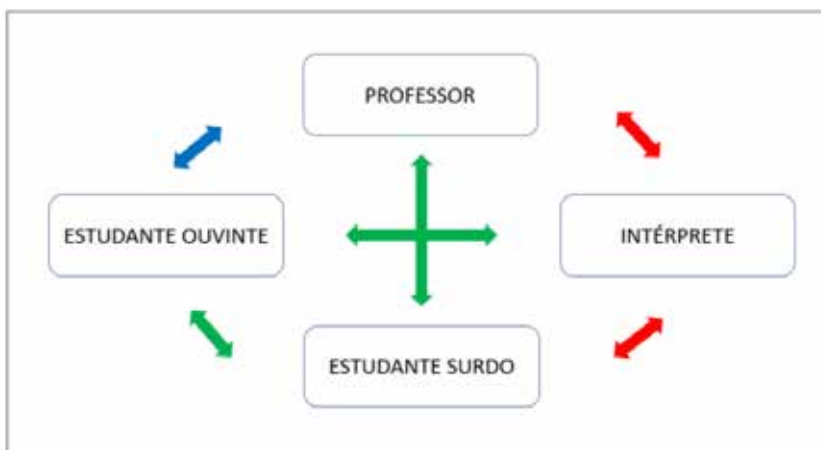 PROFESSOR
ESTUDANTE OUVINTE
INTÉRPRETE
ESTUDANTE SURDO